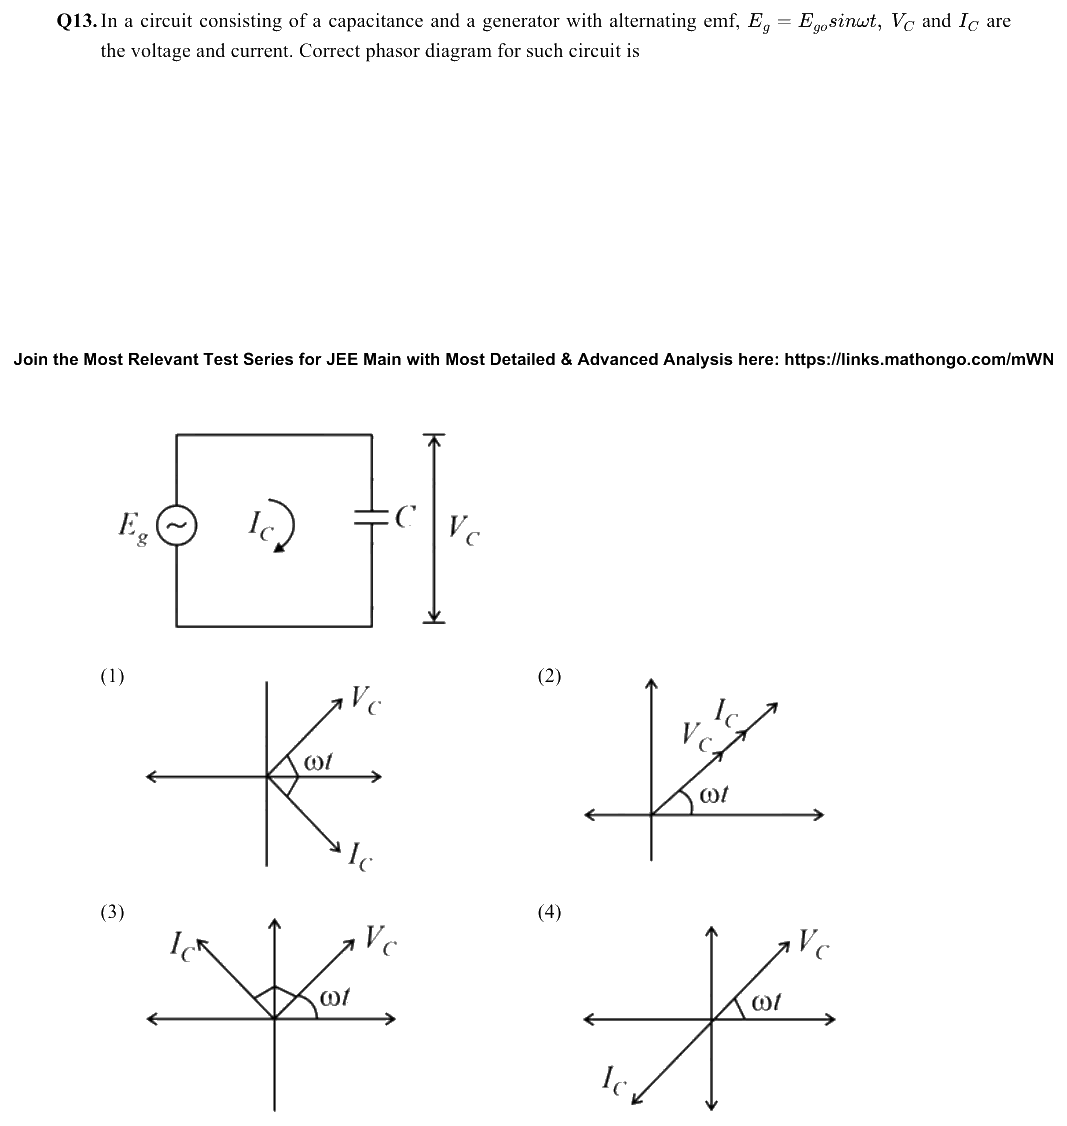 Q13. In a circuit consisting of a capacitance and a generator with alternating emf, E_g = E_{go}sinωt, V_C and I_C are
the voltage and current. Correct phasor diagram for such circuit is
Join the Most Relevant Test Series for JEE Main with Most Detailed & Advanced Analysis here: https://links.mathongo.com/mWN
E_g I_C C V_C
(1) (2)
V_C ωt I_C
I_C V_C ωt
(3) (4)
I_C V_C ωt
V_C ωt I_C